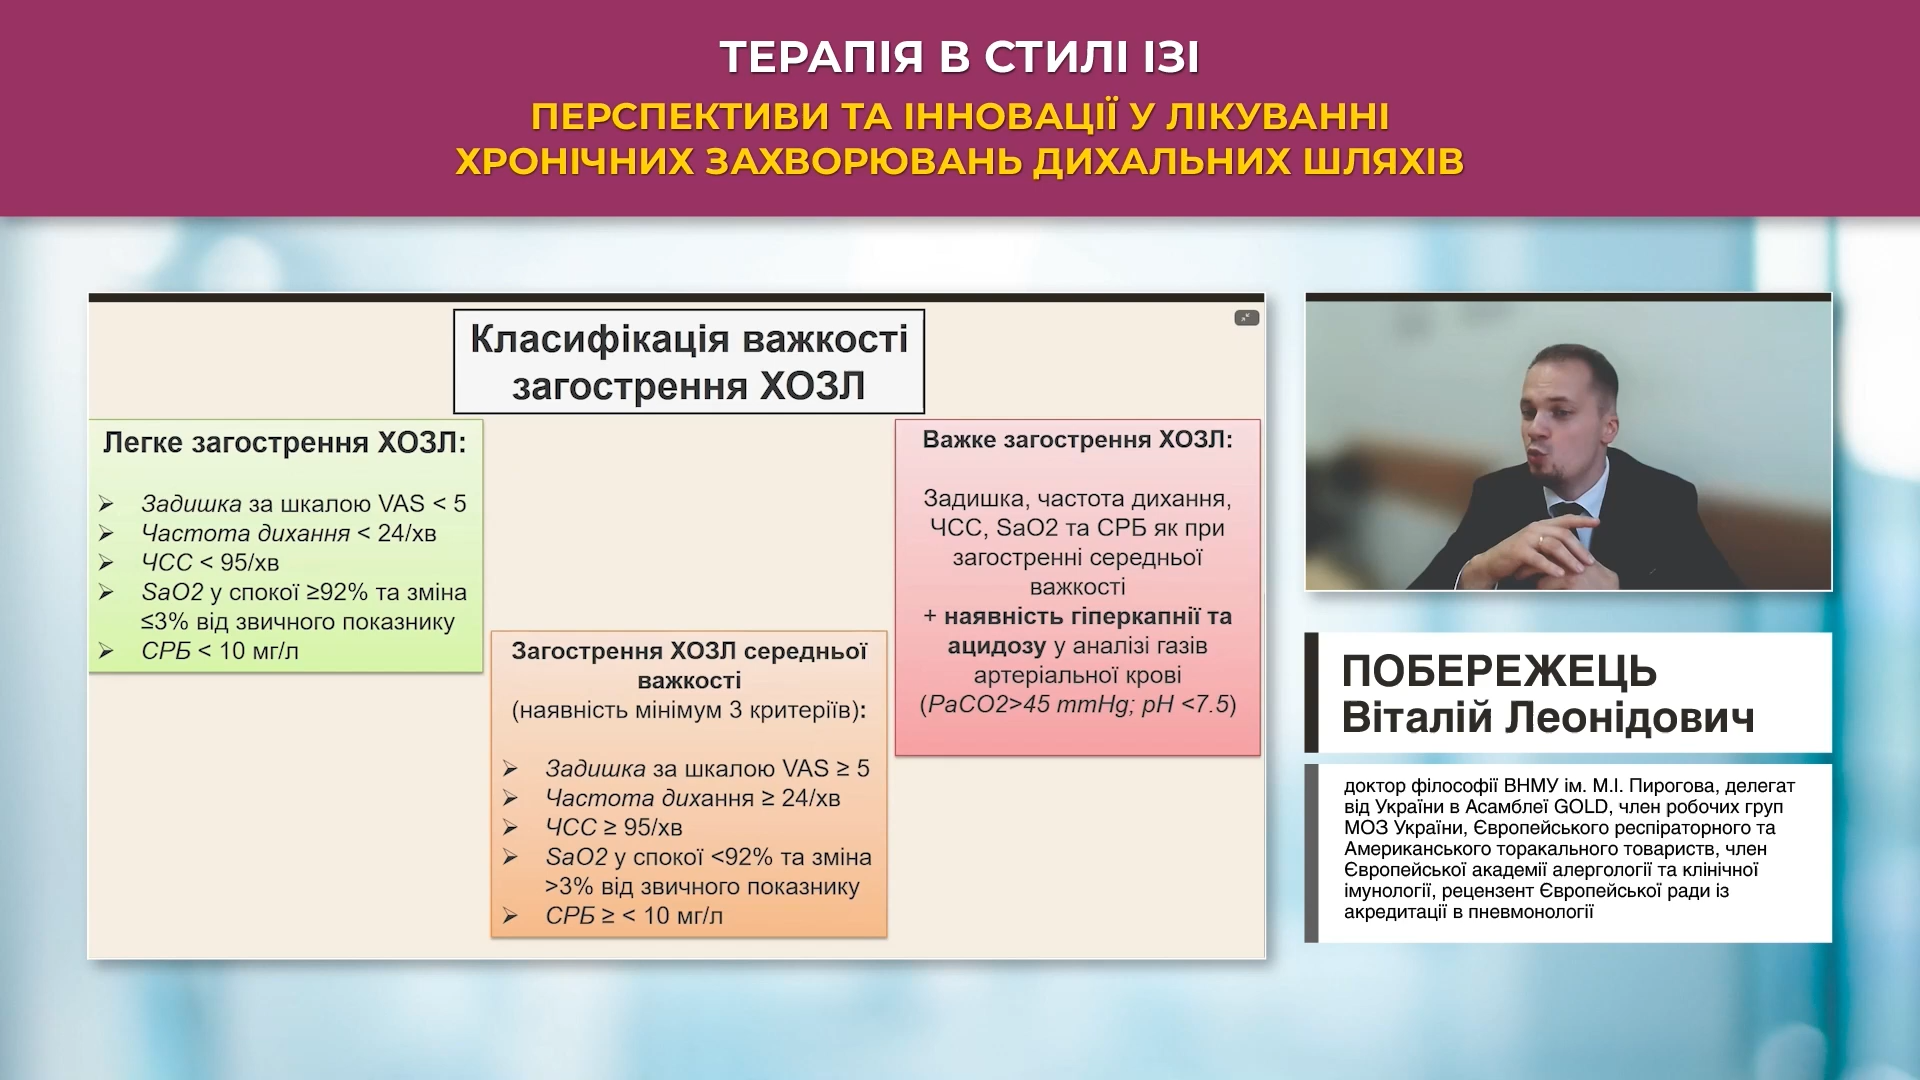 ТЕРАПІЯ В СТИЛІ ІЗІ
ПЕРСПЕКТИВИ ТА ІННОВАЦІЇ У ЛІКУВАННІ
ХРОНІЧНИХ ЗАХВОРЮВАНЬ ДИХАЛЬНИХ ШЛЯХІВ
Класифікація важкості
загострення ХОЗЛ
Легке загострення ХОЗЛ:
➢ Задишка за шкалою VAS < 5
➢ Частота дихання < 24/хв
➢ ЧСС < 95/хв
➢ SaO2 у спокої ≥92% та зміна
≤3% від звичного показнику
➢ СРБ < 10 мг/л
Загострення ХОЗЛ середньої
важкості
(наявність мінімум 3 критеріїв):
➢ Задишка за шкалою VAS ≥ 5
➢ Частота дихання ≥ 24/хв
➢ ЧСС ≥ 95/хв
➢ SaO2 у спокої <92% та зміна
>3% від звичного показнику
➢ СРБ ≥ < 10 мг/л
Важке загострення ХОЗЛ:
Задишка, частота дихання,
ЧСС, SaO2 та СРБ як при
загостренні середньої
важкості
+ наявність гіперкапнії та
ацидозу у аналізі газів
артеріальної крові
(PaCO2>45 mmHg; pH <7.5)
ПОБЕРЕЖЕЦЬ
Віталій Леонідович
доктор філософії ВНМУ ім. М.І. Пирогова, делегат
від України в Асамблеї GOLD, член робочих груп
МОЗ України, Європейського респіраторного та
Американського торакального товариств, член
Європейської академії алергології та клінічної
імунології, рецензент Європейської ради із
акредитації в пневмонології